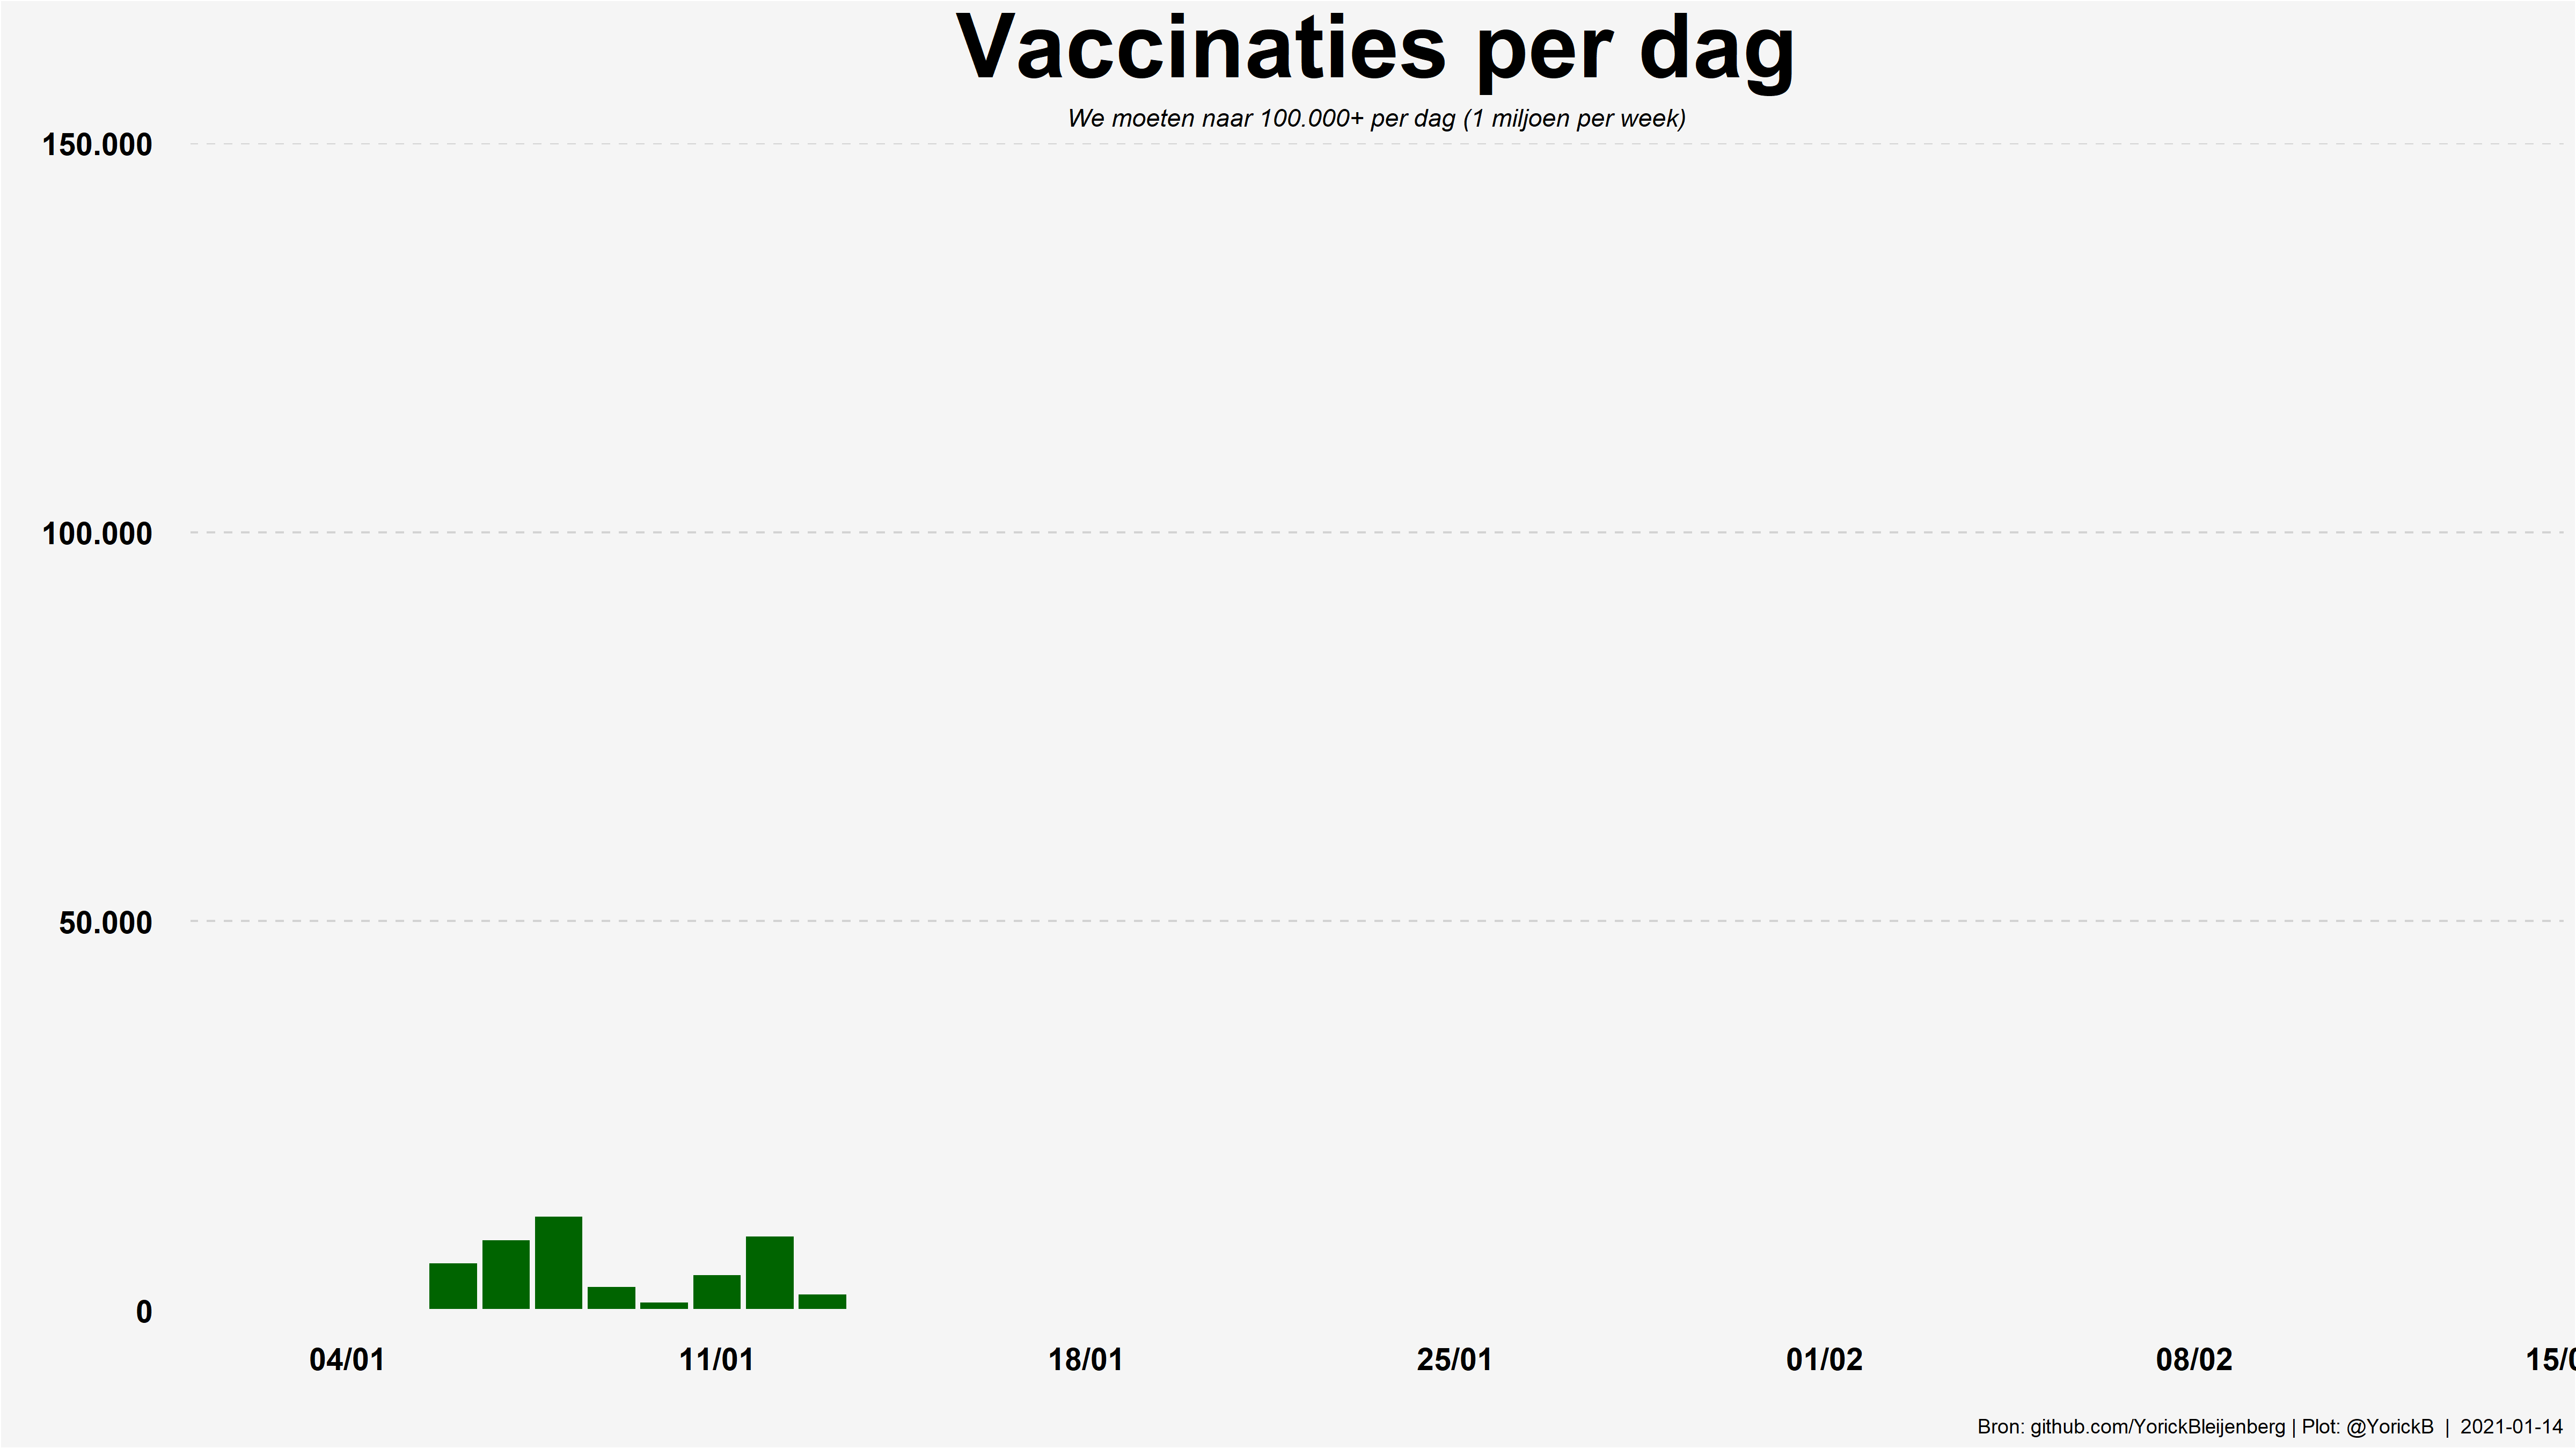 Vaccinaties per dag
We moeten naar 100.000+ per dag (1 miljoen per week)
150.000
100.000
50.000
0
04/01 11/01 18/01 25/01 01/02 08/02 15/0
Bron: github.com/YorickBleijenberg | Plot: @YorickB | 2021-01-14